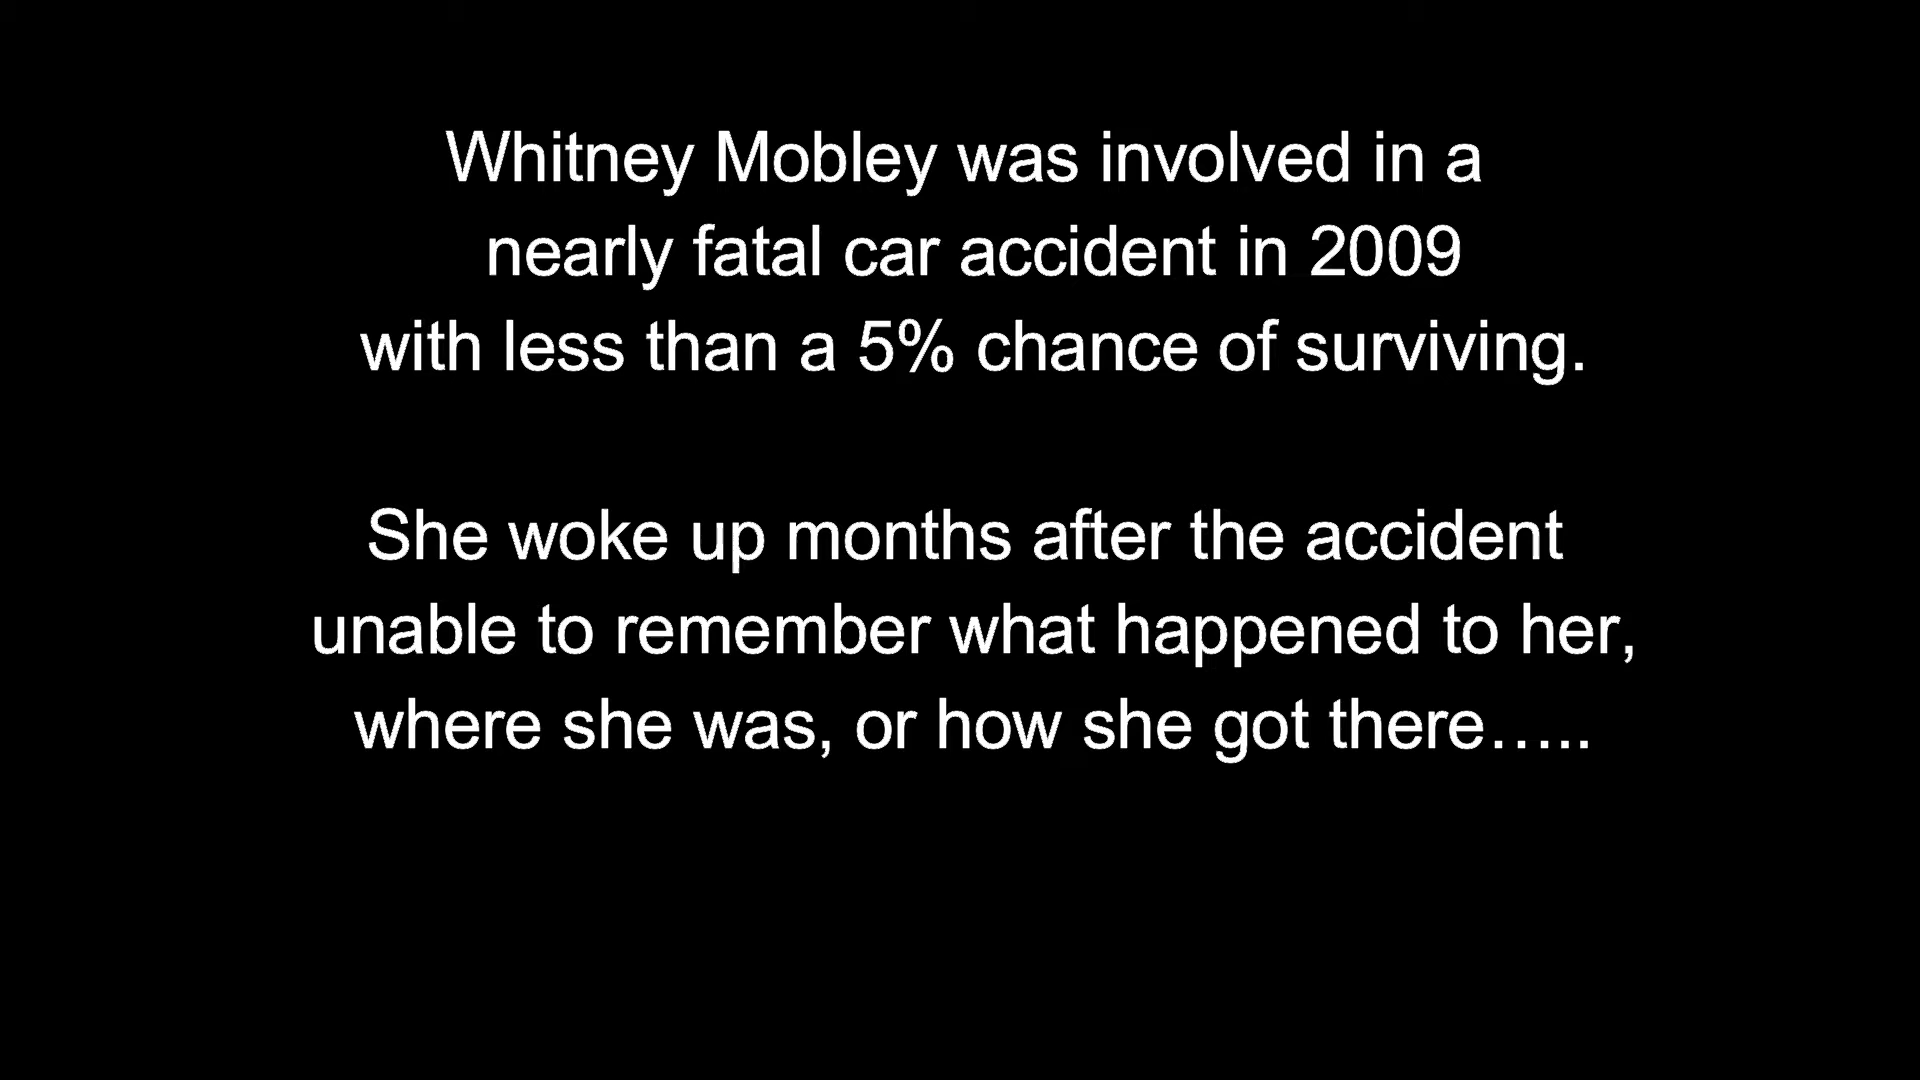 Whitney Mobley was involved in a
nearly fatal car accident in 2009
with less than a 5% chance of surviving.
She woke up months after the accident
unable to remember what happened to her,
where she was, or how she got there…..